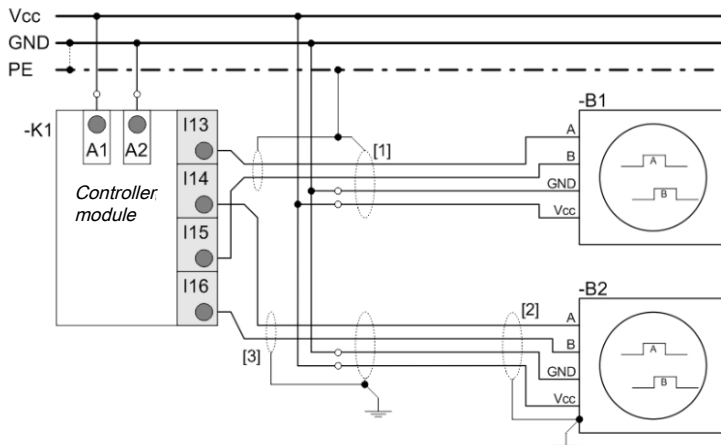 Vcc
GND
PE
-K1
A1
A2
Controller
module
I13
I14
I15
I16
[1]
-B1
A
B
GND
Vcc
A
B
[2]
[3]
-B2
A
B
GND
Vcc
A
B